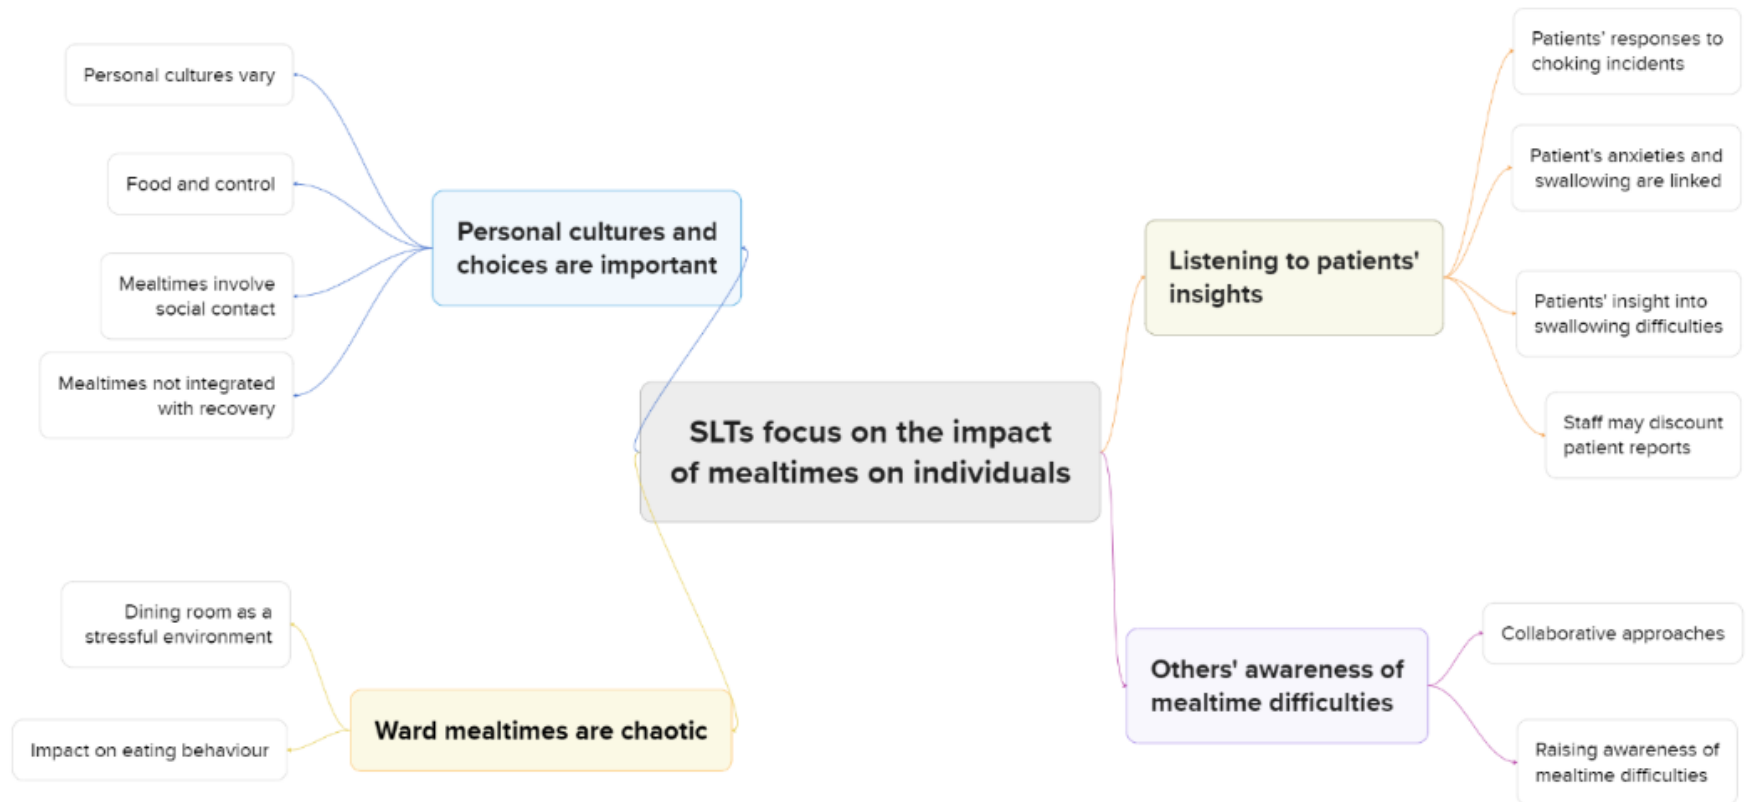 Personal cultures vary
Food and control
Mealtimes involve
social contact
Mealtimes not integrated
with recovery
Personal cultures and
choices are important
Dining room as a
stressful environment
Impact on eating behaviour
Ward mealtimes are chaotic
SLTs focus on the impact
of mealtimes on individuals
Listening to patients'
insights
Patients' responses to
choking incidents
Patient's anxieties and
swallowing are linked
Patients' insight into
swallowing difficulties
Staff may discount
patient reports
Others' awareness of
mealtime difficulties
Collaborative approaches
Raising awareness of
mealtime difficulties